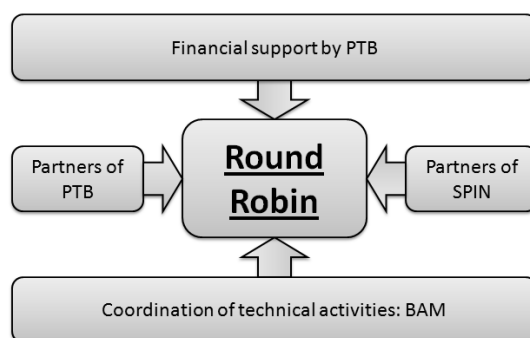 Financial support by PTB
Round
Robin
Partners of
PTB
Partners of
SPIN
Coordination of technical activities: BAM